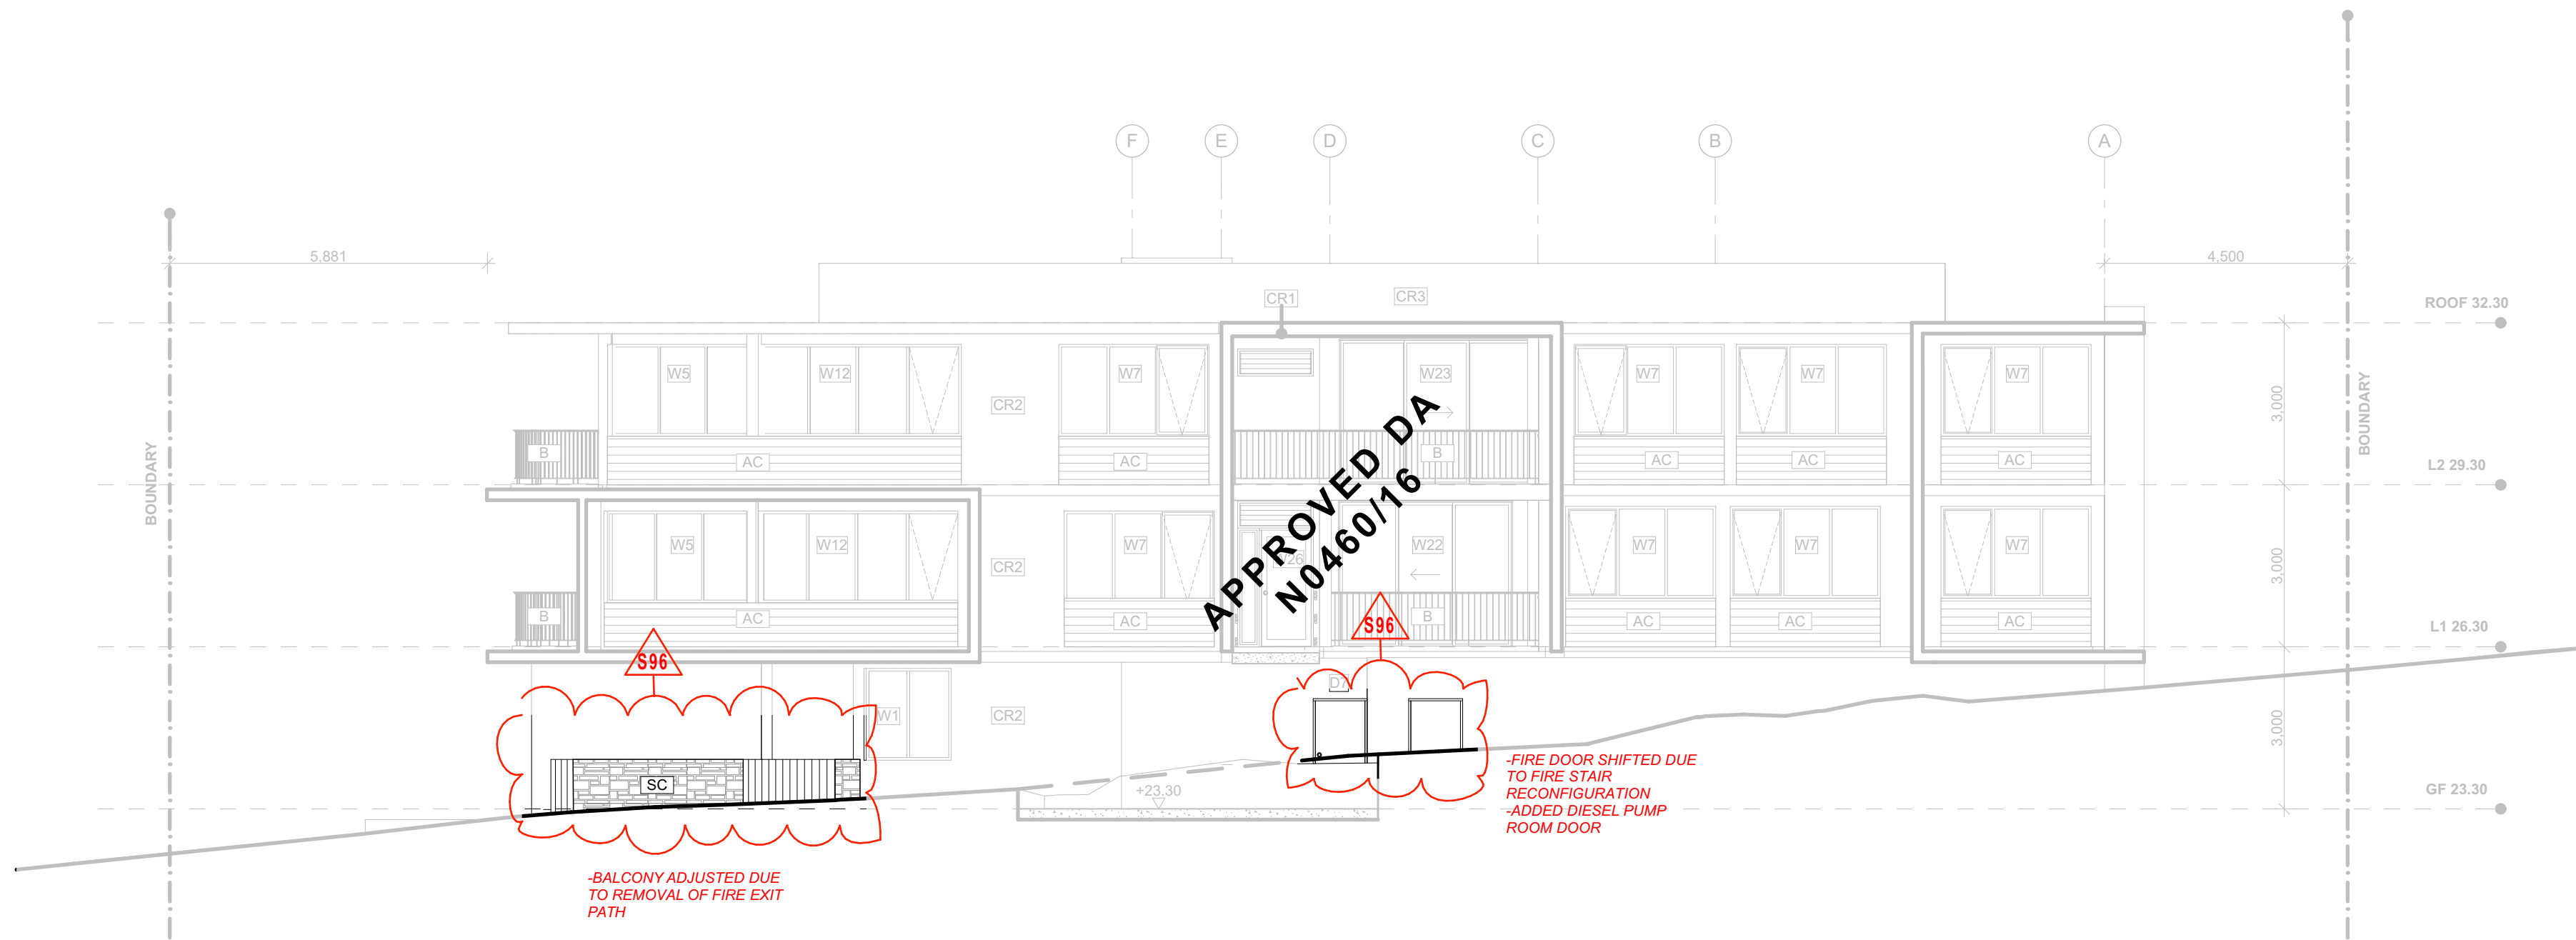 F E D C B A
5,881
4,500
CR1 CR3
ROOF 32.30
W5 W12 W7 W23 W7 W7 W7
BOUNDARY
3,000
CR2
B AC AC B AC AC AC
L2 29.30
BOUNDARY
APPROVED DA
N0460/16
W5 W12 W7 W22 W7 W7 W7
CR2
3,000
B AC AC B AC AC AC
S96
L1 26.30
S96
D7
W1 CR2
3,000
SC
+23.30
GF 23.30
-FIRE DOOR SHIFTED DUE
TO FIRE STAIR
RECONFIGURATION
-ADDED DIESEL PUMP
ROOM DOOR
-BALCONY ADJUSTED DUE
TO REMOVAL OF FIRE EXIT
PATH